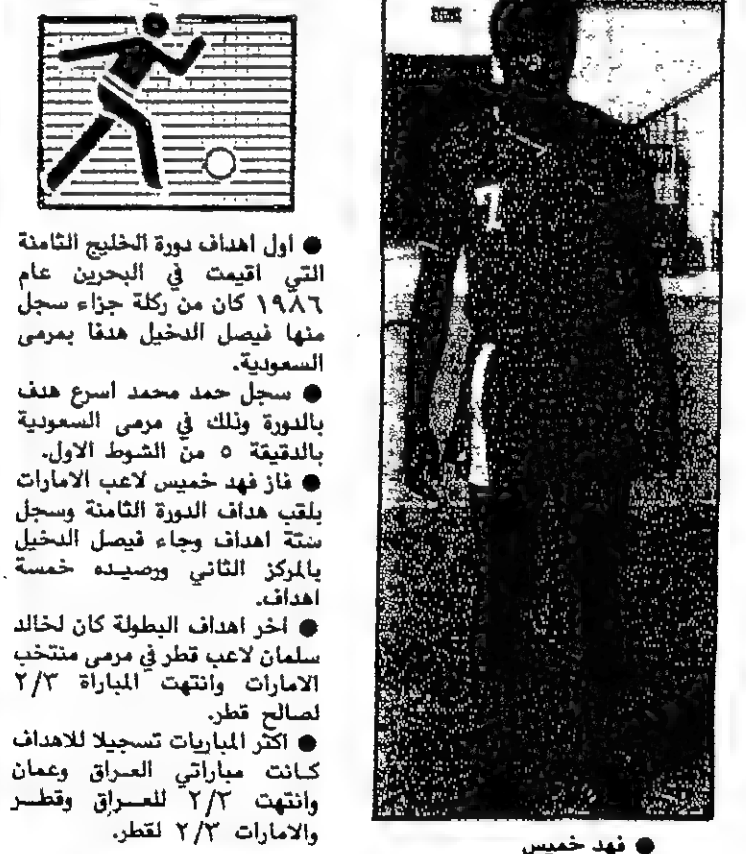 ● اول اهداف دورة الخليج الثامنة
التي اقيمت في البحرين عام
١٩٨٦ كان من ركلة جزاء سجل
منها فيصل الدخيل هدفا بمرمى
السعودية.
● سجل حمد محمد اسرع هدف
بالدورة وذلك في مرمى السعودية
بالدقيقة ٥ من الشوط الاول.
● فاز فهد خميس لاعب الامارات
بلقب هداف الدورة الثامنة وسجل
ستة اهداف وجاء فيصل الدخيل
بالمركز الثاني ورصيده خمسة
اهداف.
● اخر اهداف البطولة كان لخالد
سلمان لاعب قطر في مرمى منتخب
الامارات وانتهت المباراة ٢/٣
لصالح قطر.
● اكثر المباريات تسجيلا للاهداف
كانت مباراتي العراق وعمان
وانتهت ٢/٣ للعراق وقطر
والامارات ٢/٣ لقطر.
7
● فهد خميس